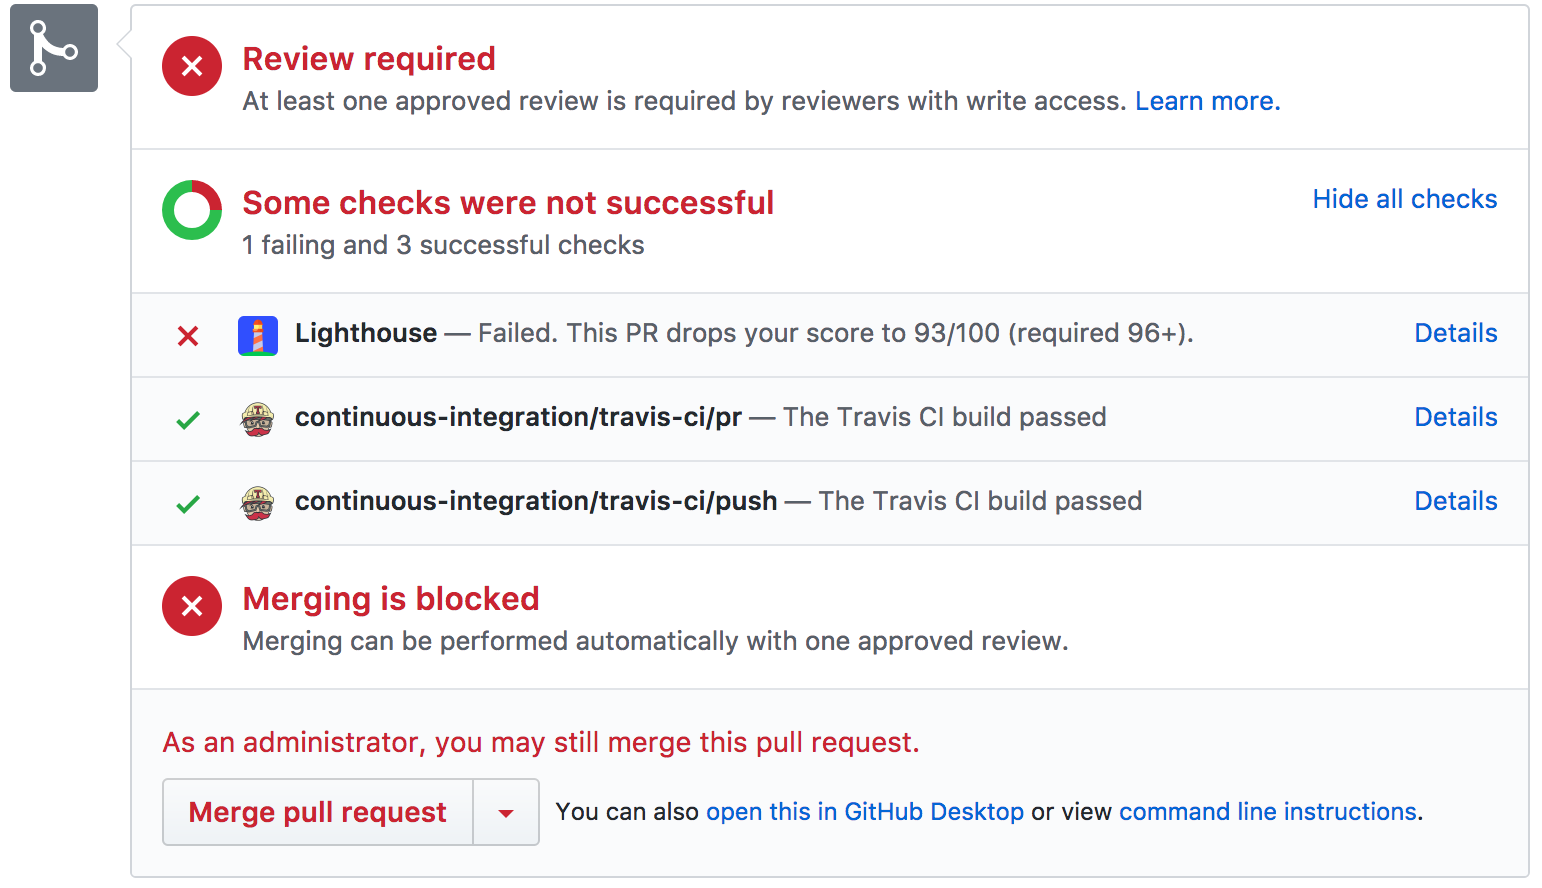 Review required
At least one approved review is required by reviewers with write access. Learn more.
Some checks were not successful
Hide all checks
1 failing and 3 successful checks
Lighthouse — Failed. This PR drops your score to 93/100 (required 96+). Details
continuous-integration/travis-ci/pr — The Travis CI build passed Details
continuous-integration/travis-ci/push — The Travis CI build passed Details
Merging is blocked
Merging can be performed automatically with one approved review.
As an administrator, you may still merge this pull request.
Merge pull request You can also open this in GitHub Desktop or view command line instructions.